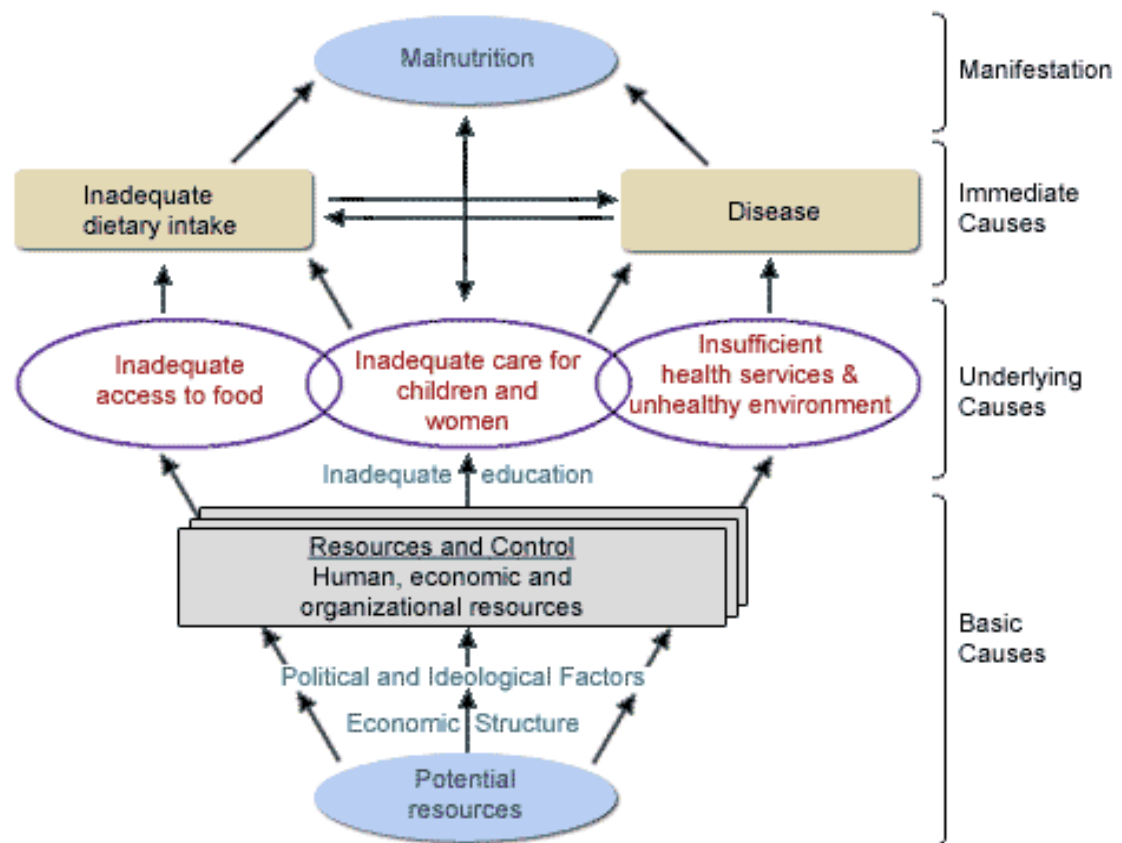 Malnutrition
Manifestation
Inadequate
dietary intake
Disease
Immediate
Causes
Inadequate
access to food
Inadequate care for
children and
women
Insufficient
health services &
unhealthy environment
Underlying
Causes
Inadequate education
Resources and Control
Human, economic and
organizational resources
Political and Ideological Factors
Economic Structure
Basic
Causes
Potential
resources